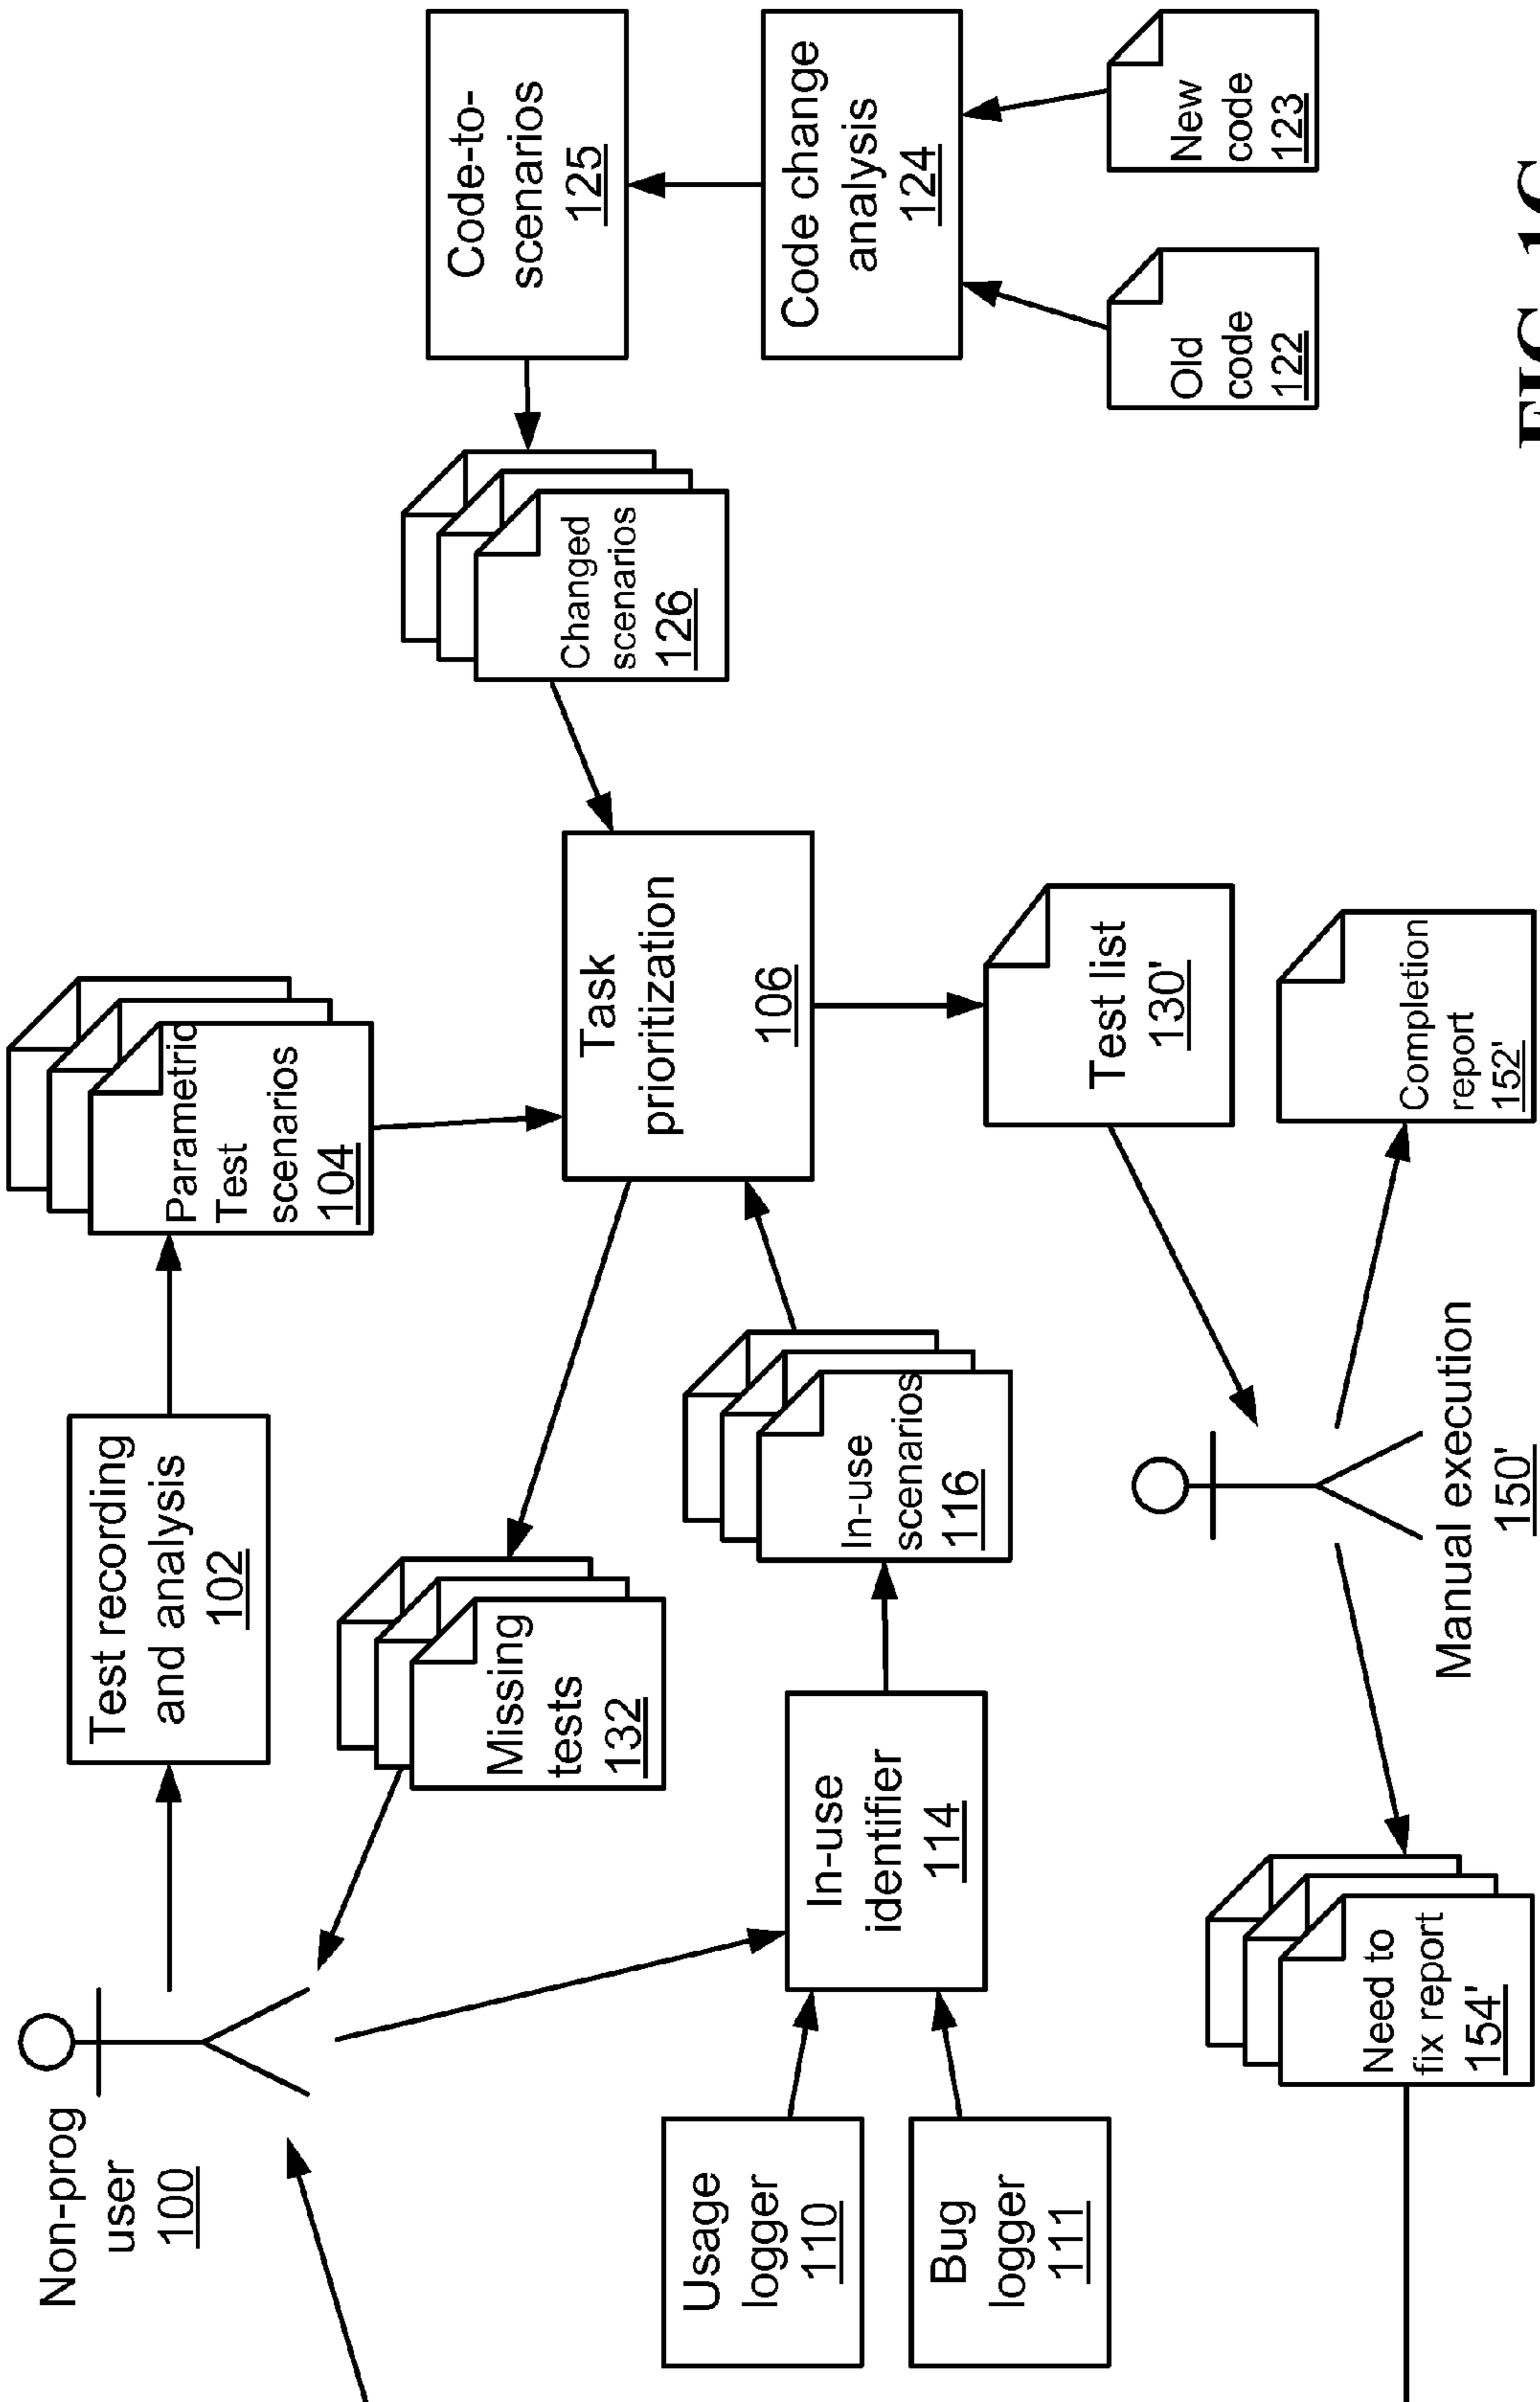 Non-prog
user
100
Test recording
and analysis
102
Parametric
Test
scenarios
104
Code-to-
scenarios
125
Changed
scenarios
126
Missing
tests
132
Task
prioritization
106
Code change
analysis
124
Usage
logger
110
In-use
identifier
114
In-use
scenarios
116
Bug
logger
111
Test list
130'
Old
code
122
New
code
123
Need to
fix report
154'
Manual execution
150'
Completion
report
152'
FIG. 1C